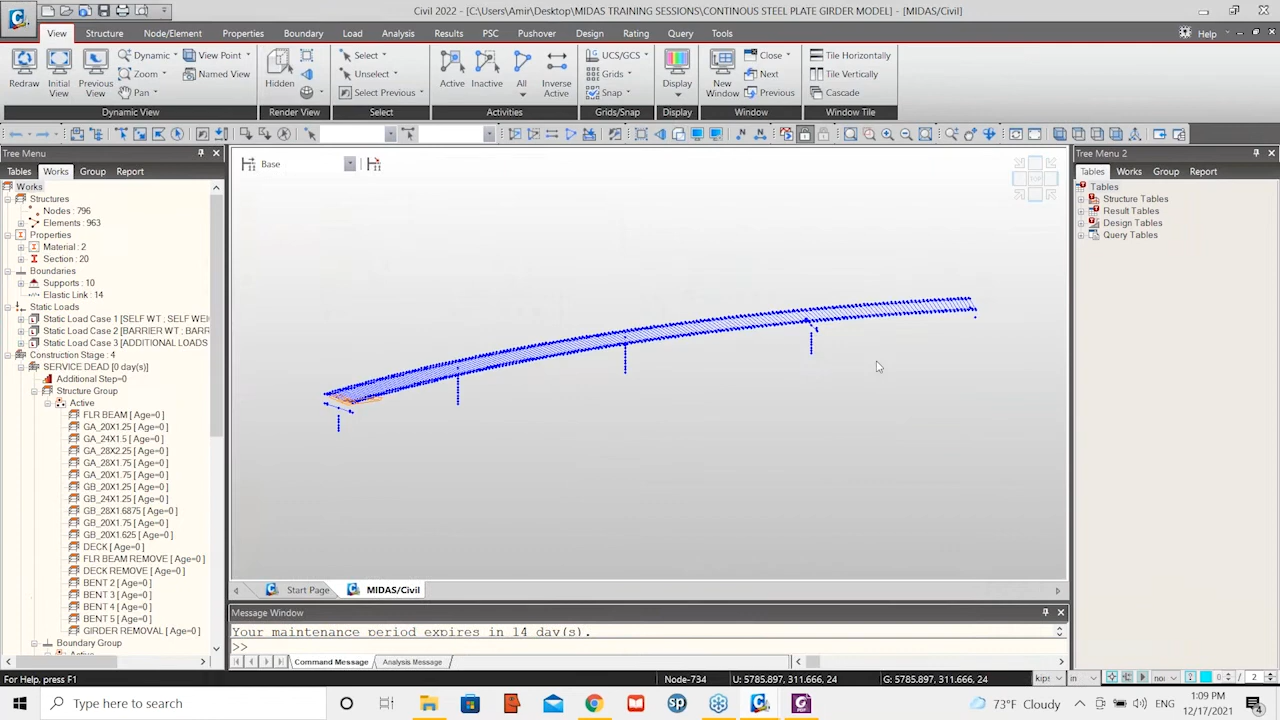 Civil 2022 - [C:\Users\Amir\Desktop\MIDAS TRAINING SESSIONS\CONTINOUS STEEL PLATE GIRDER MODEL] - [MIDAS/Civil]
View Structure Node/Element Properties Boundary Load Analysis Results PSC Pushover Design Rating Query Tools Help
Redraw Initial View Previous View Dynamic Zoom Pan View Point Named View
Hidden
Select Unselect Select Previous
Active Inactive All Inverse Active
UCS/GCS Grids Snap
Display
New Window Close Next Previous
Tile Horizontally Tile Vertically Cascade
Dynamic View Render View Select Activities Grids/Snap Display Window Window Tile
Tree Menu
Tables Works Group Report
Works
Structures
Nodes : 796
Elements : 963
Properties
Material : 2
Section : 20
Boundaries
Supports : 10
Elastic Link : 14
Static Loads
Static Load Case 1 [SELF WT ; SELF WEI
Static Load Case 2 [BARRIER WT ; BARR
Static Load Case 3 [ADDITIONAL LOADS
Construction Stage : 4
SERVICE DEAD [0 day(s)]
Additional Step=0
Structure Group
Active
FLR BEAM [ Age=0 ]
GA_20X1.25 [ Age=0 ]
GA_24X1.5 [ Age=0 ]
GA_28X2.25 [ Age=0 ]
GA_28X1.75 [ Age=0 ]
GA_20X1.75 [ Age=0 ]
GB_20X1.25 [ Age=0 ]
GB_24X1.25 [ Age=0 ]
GB_28X1.6875 [ Age=0 ]
GB_20X1.75 [ Age=0 ]
GB_20X1.625 [ Age=0 ]
DECK [ Age=0 ]
FLR BEAM REMOVE [ Age=0 ]
DECK REMOVE [ Age=0 ]
BENT 2 [ Age=0 ]
BENT 3 [ Age=0 ]
BENT 4 [ Age=0 ]
BENT 5 [ Age=0 ]
GIRDER REMOVAL [ Age=0 ]
Boundary Group
Active
Base
Start Page MIDAS/Civil
Message Window
Your maintenance period expires in 14 day(s).
>>
Command Message Analysis Message
Tree Menu 2
Tables Works Group Report
Tables
Structure Tables
Result Tables
Design Tables
Query Tables
For Help, press F1
Node-734
U: 5785.897, 311.666, 24
G: 5785.897, 311.666, 24
kips in
non
/ 2
Type here to search
73°F Cloudy
ENG
1:09 PM
12/17/2021
4